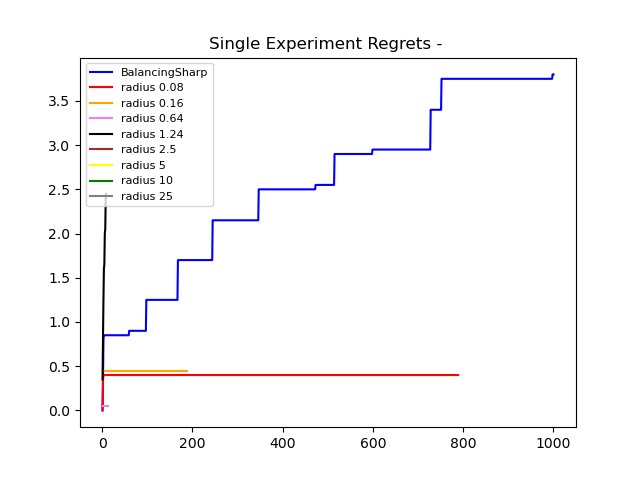 Single Experiment Regrets -
BalancingSharp
radius 0.08
radius 0.16
radius 0.64
radius 1.24
radius 2.5
radius 5
radius 10
radius 25
3.5
3.0
2.5
2.0
1.5
1.0
0.5
0.0
0 200 400 600 800 1000